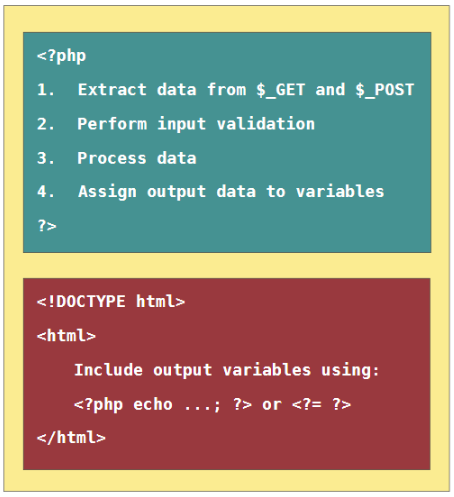 <?php
1. Extract data from $_GET and $_POST
2. Perform input validation
3. Process data
4. Assign output data to variables
?>
<!DOCTYPE html>
<html>
Include output variables using:
<?php echo ...; ?> or <?= ?>
</html>